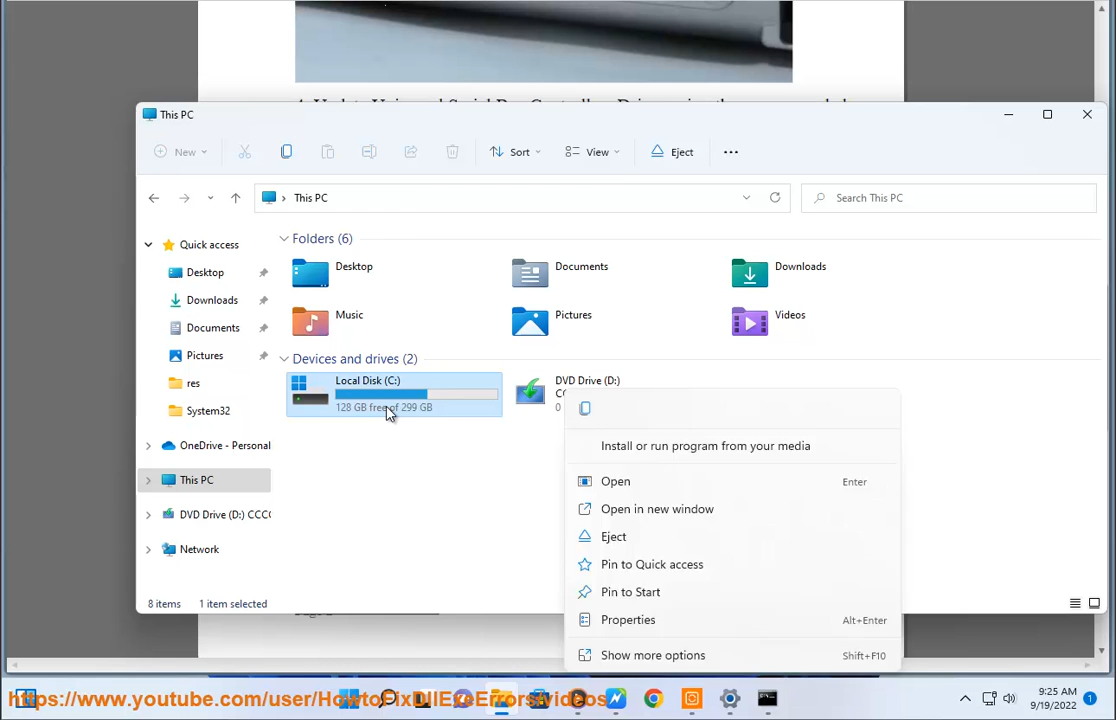 This PC
New
Sort
View
Eject
This PC
Search This PC
Quick access
Desktop
Downloads
Documents
Pictures
res
System32
OneDrive - Personal
This PC
DVD Drive (D:) CCC
Network
Folders (6)
Desktop
Documents
Downloads
Music
Pictures
Videos
Devices and drives (2)
Local Disk (C:)
128 GB free of 299 GB
DVD Drive (D:)
0
Install or run program from your media
Open Enter
Open in new window
Eject
Pin to Quick access
Pin to Start
Properties Alt+Enter
Show more options Shift+F10
8 items 1 item selected
https://www.youtube.com/user/HowtoFixDllExeErrors/videos
9:25 AM
9/19/2022
1